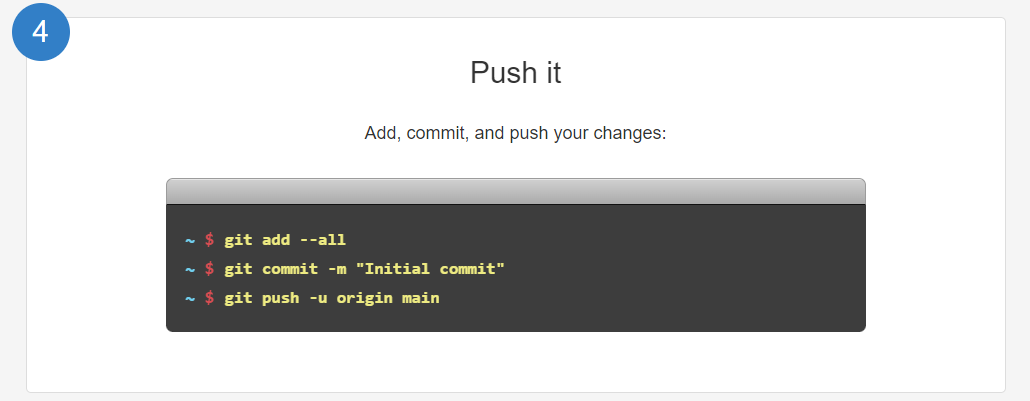 4
Push it
Add, commit, and push your changes:
~ $ git add --all
~ $ git commit -m "Initial commit"
~ $ git push -u origin main